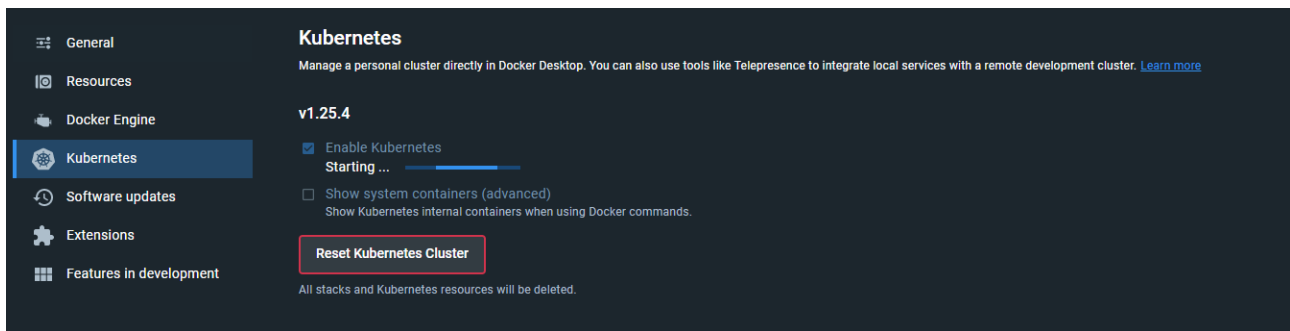 General
Resources
Docker Engine
Kubernetes
Software updates
Extensions
Features in development
Kubernetes
Manage a personal cluster directly in Docker Desktop. You can also use tools like Telepresence to integrate local services with a remote development cluster. Learn more
v1.25.4
Enable Kubernetes
Starting ...
Show system containers (advanced)
Show Kubernetes internal containers when using Docker commands.
Reset Kubernetes Cluster
All stacks and Kubernetes resources will be deleted.